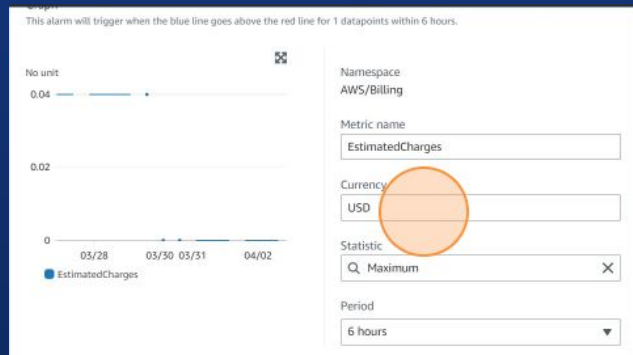 This alarm will trigger when the blue line goes above the red line for 1 datapoints within 6 hours.
No unit
0.04
0.02
0
03/28 03/30 03/31 04/02
EstimatedCharges
Namespace
AWS/Billing
Metric name
EstimatedCharges
Currency
USD
Statistic
Maximum
Period
6 hours